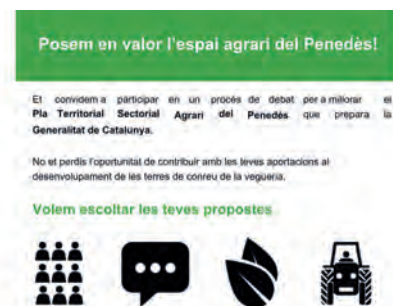 Posem en valor l'espai agrari del Penedès!
Et convidem a participar en un procés de debat per a millorar el
Pla Territorial Sectorial Agrari del Penedès que prepara la
Generalitat de Catalunya.
No et perdis l'oportunitat de contribuir amb les teves aportacions al
desenvolupament de les terres de conreu de la vegueria.
Volem escoltar les teves propostes